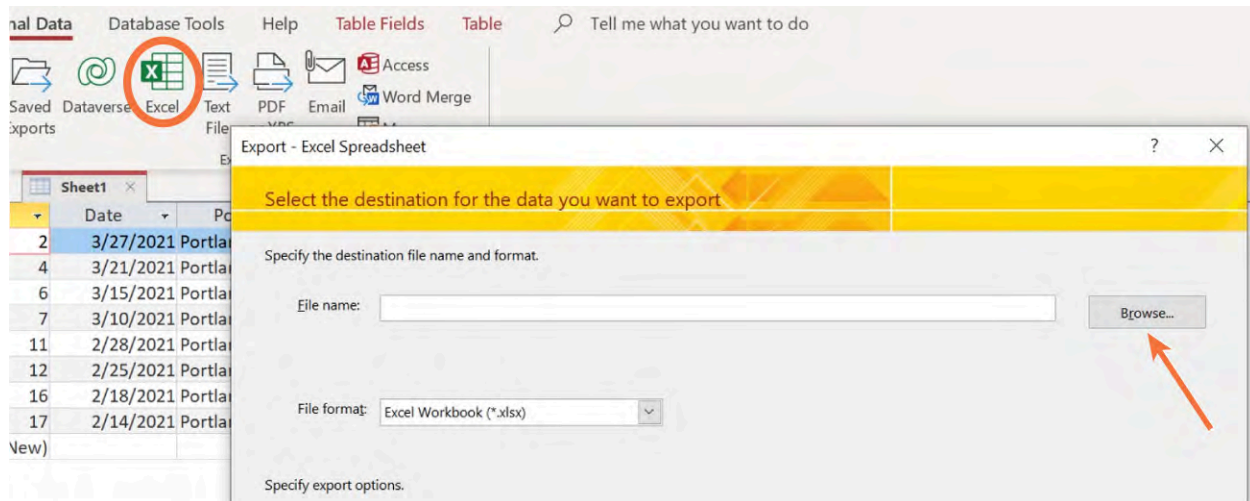 nal Data Database Tools Help Table Fields Table Tell me what you want to do
Access
Word Merge
Saved Dataverse Excel Text PDF Email
Exports File
Export - Excel Spreadsheet ? ×
Sheet1 ×
Select the destination for the data you want to export
Date Po
2 3/27/2021 Portla
4 3/21/2021 Portla
6 3/15/2021 Portla
7 3/10/2021 Portla
11 2/28/2021 Portla
12 2/25/2021 Portla
16 2/18/2021 Portla
17 2/14/2021 Portla
New)
Specify the destination file name and format.
File name:
Browse...
File format: Excel Workbook (*.xlsx)
Specify export options.